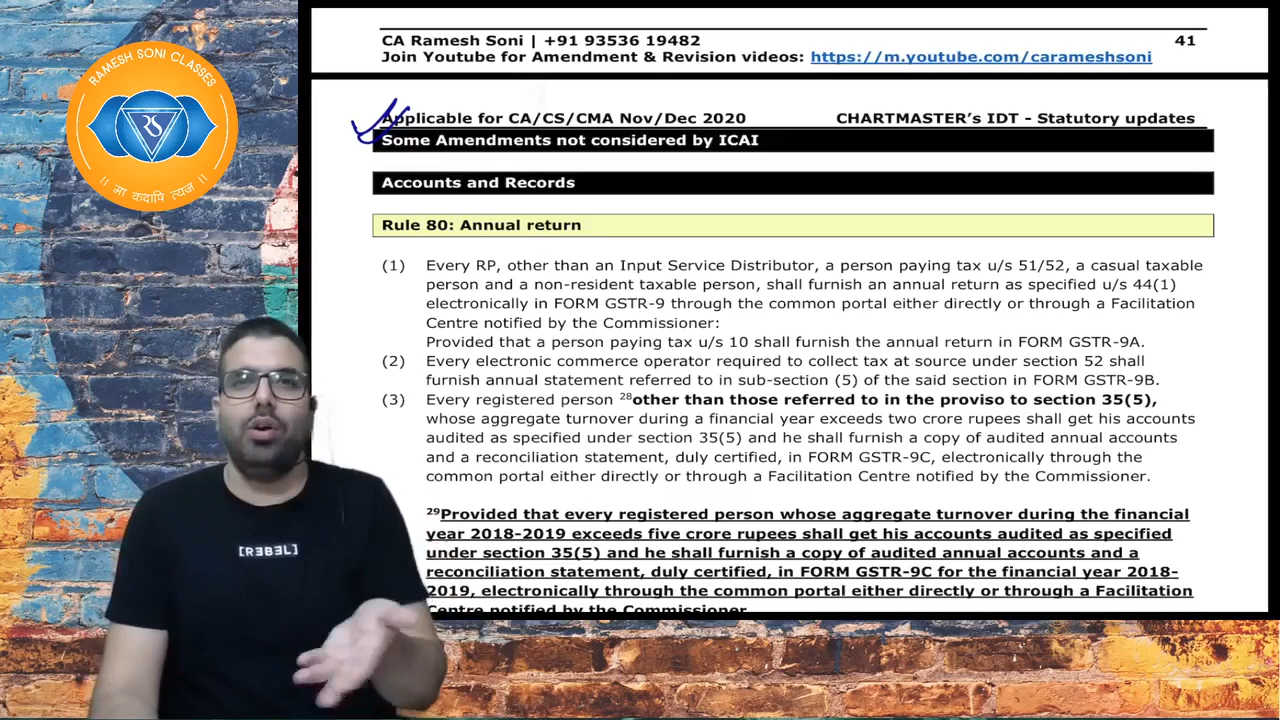 RAMESH SONI CLASSES
RS
।। मा कदापि त्यज ।।
CA Ramesh Soni | +91 93536 19482
41
Join Youtube for Amendment & Revision videos: https://m.youtube.com/carameshsoni
Applicable for CA/CS/CMA Nov/Dec 2020
CHARTMASTER’s IDT - Statutory updates
Some Amendments not considered by ICAI
Accounts and Records
Rule 80: Annual return
(1) Every RP, other than an Input Service Distributor, a person paying tax u/s 51/52, a casual taxable
person and a non-resident taxable person, shall furnish an annual return as specified u/s 44(1)
electronically in FORM GSTR-9 through the common portal either directly or through a Facilitation
Centre notified by the Commissioner:
Provided that a person paying tax u/s 10 shall furnish the annual return in FORM GSTR-9A.
(2) Every electronic commerce operator required to collect tax at source under section 52 shall
furnish annual statement referred to in sub-section (5) of the said section in FORM GSTR-9B.
(3) Every registered person 28other than those referred to in the proviso to section 35(5),
whose aggregate turnover during a financial year exceeds two crore rupees shall get his accounts
audited as specified under section 35(5) and he shall furnish a copy of audited annual accounts
and a reconciliation statement, duly certified, in FORM GSTR-9C, electronically through the
common portal either directly or through a Facilitation Centre notified by the Commissioner.
29Provided that every registered person whose aggregate turnover during the financial
year 2018-2019 exceeds five crore rupees shall get his accounts audited as specified
under section 35(5) and he shall furnish a copy of audited annual accounts and a
reconciliation statement, duly certified, in FORM GSTR-9C for the financial year 2018-
2019, electronically through the common portal either directly or through a Facilitation
Centre notified by the Commissioner
[RƎBEL]